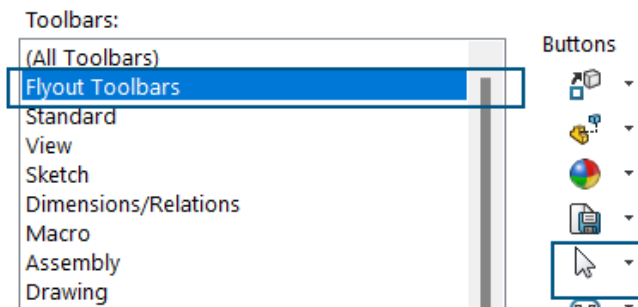 Toolbars:
(All Toolbars)
Flyout Toolbars
Standard
View
Sketch
Dimensions/Relations
Macro
Assembly
Drawing
Buttons